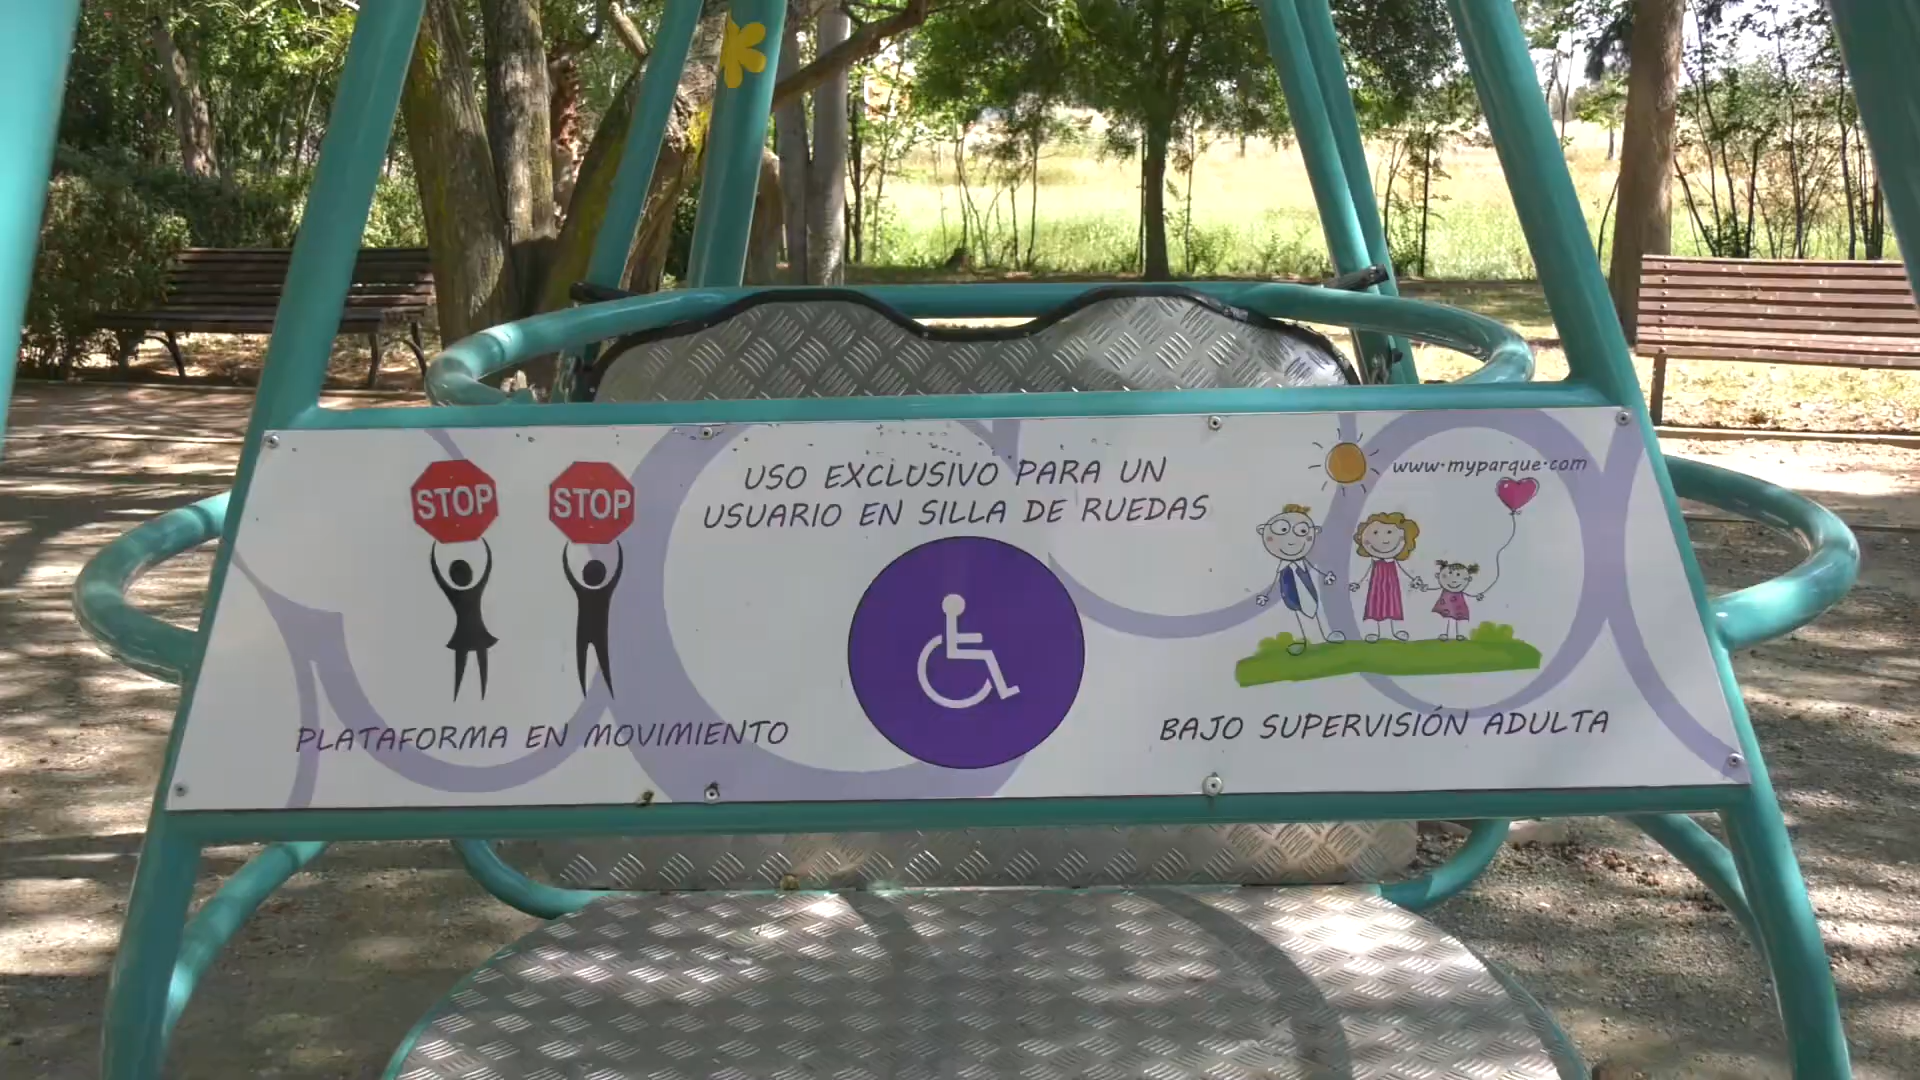 STOP STOP
USO EXCLUSIVO PARA UN
USUARIO EN SILLA DE RUEDAS
www.myparque.com
PLATAFORMA EN MOVIMIENTO
BAJO SUPERVISIÓN ADULTA